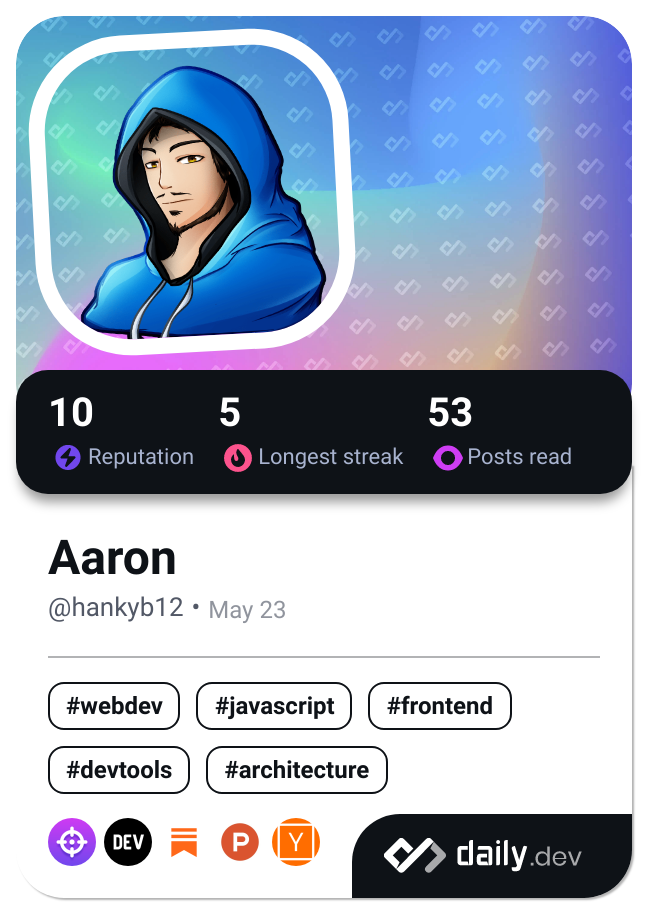 10 5 53
Reputation Longest streak Posts read
Aaron
@hankyb12 • May 23
#webdev #javascript #frontend
#devtools #architecture
DEV P Y
daily.dev